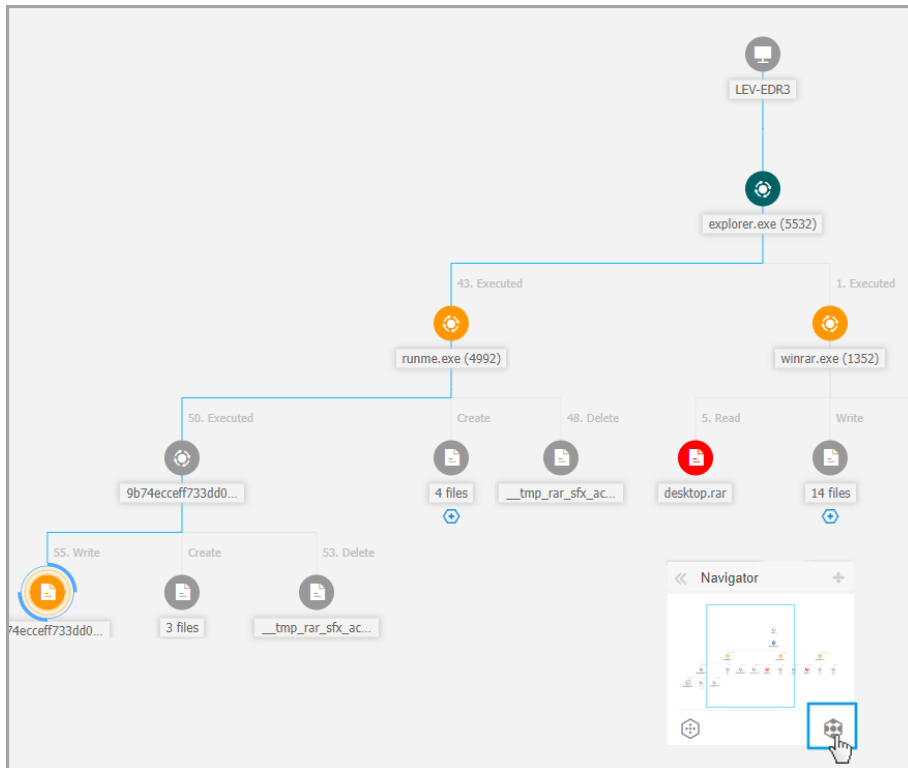 LEV-EDR3
explorer.exe (5532)
43. Executed
1. Executed
runme.exe (4992)
winrar.exe (1352)
50. Executed
Create
48. Delete
5. Read
Write
9b74ecceff733dd0...
4 files
__tmp_rar_sfx_ac...
desktop.rar
14 files
55. Write
Create
53. Delete
74ecceff733dd0...
3 files
__tmp_rar_sfx_ac...
Navigator